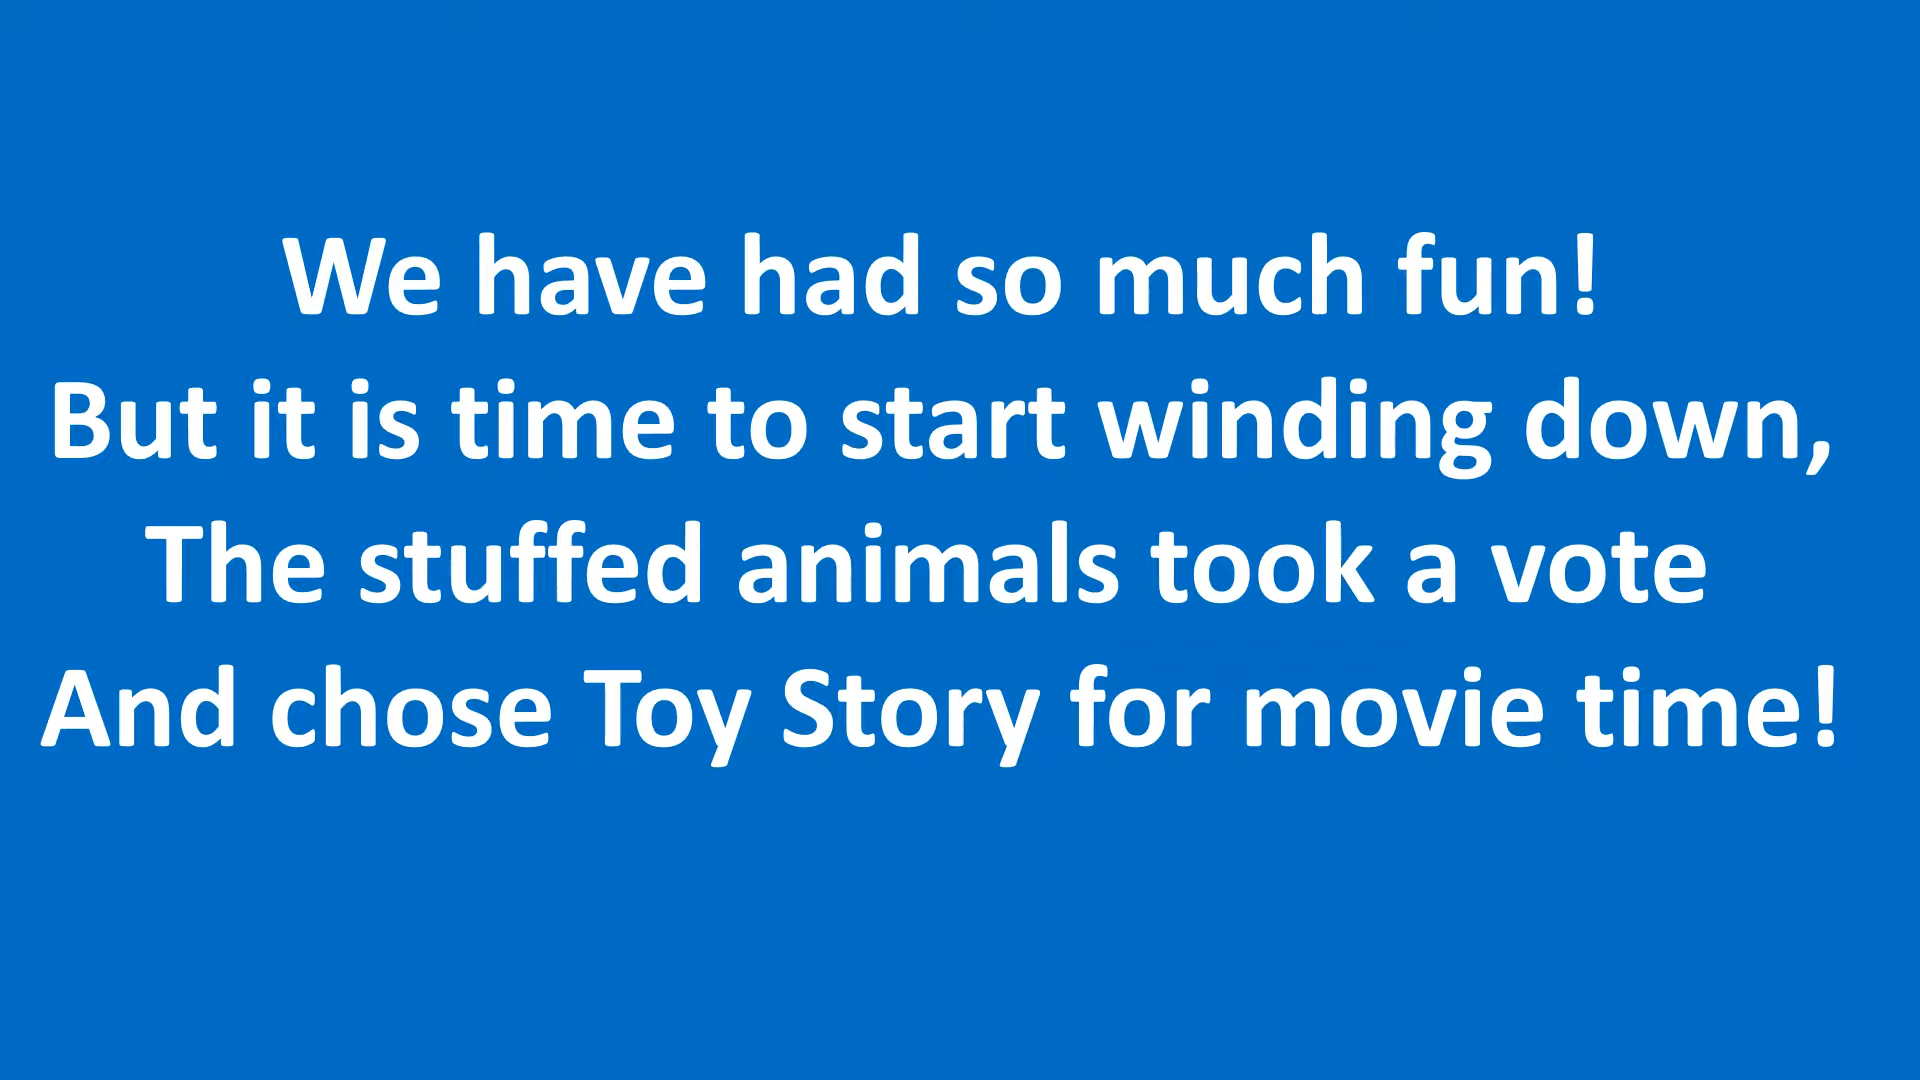 We have had so much fun!
But it is time to start winding down,
The stuffed animals took a vote
And chose Toy Story for movie time!